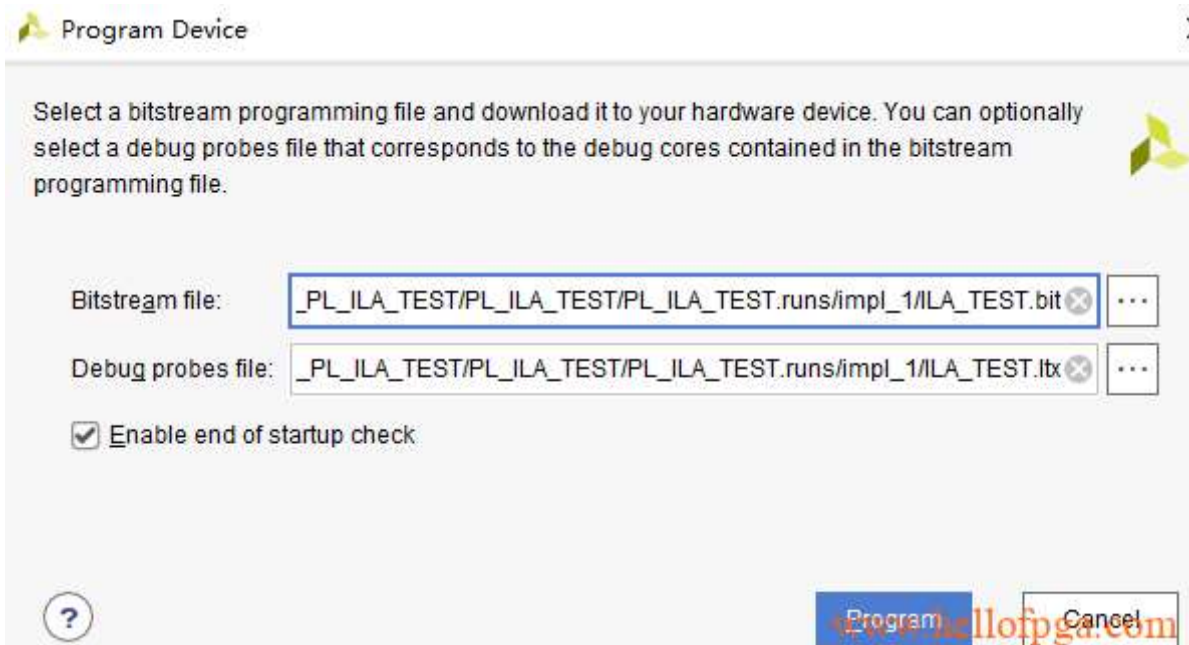 Program Device
Select a bitstream programming file and download it to your hardware device. You can optionally
select a debug probes file that corresponds to the debug cores contained in the bitstream
programming file.
Bitstream file: _PL_ILA_TEST/PL_ILA_TEST/PL_ILA_TEST.runs/impl_1/ILA_TEST.bit ...
Debug probes file: _PL_ILA_TEST/PL_ILA_TEST/PL_ILA_TEST.runs/impl_1/ILA_TEST.ltx ...
Enable end of startup check
? Program Cancel
www.hellofpga.com